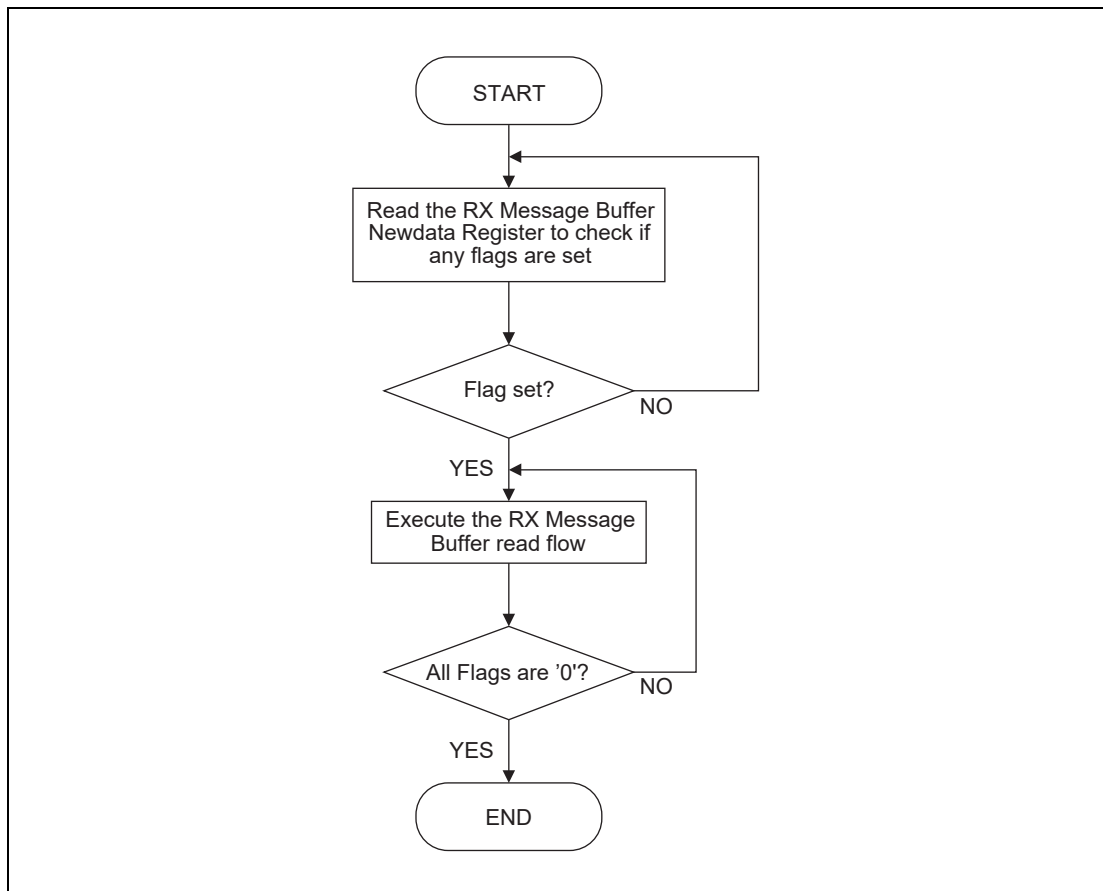 START
Read the RX Message Buffer
Newdata Register to check if
any flags are set
Flag set?
NO
YES
Execute the RX Message
Buffer read flow
All Flags are ’0'?
NO
YES
END